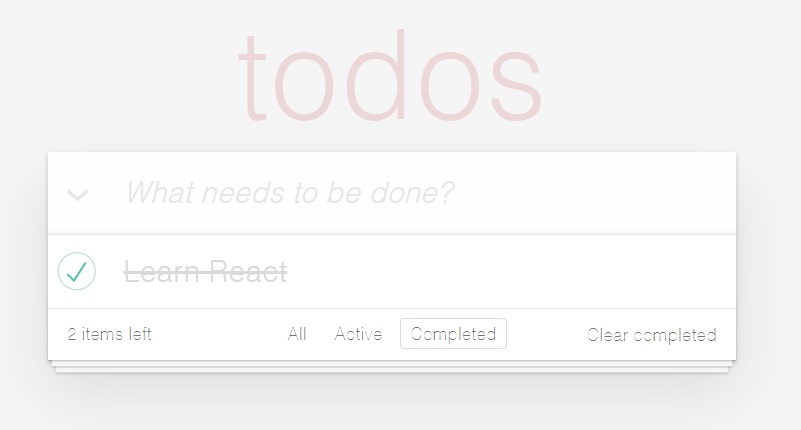 todos
What needs to be done?
Learn React
2 items left All Active Completed Clear completed